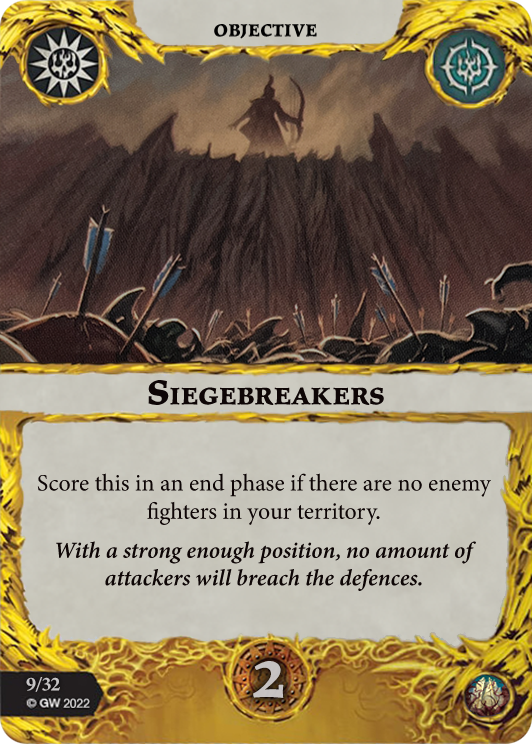 OBJECTIVE
SIEGEBREAKERS
Score this in an end phase if there are no enemy
fighters in your territory.
With a strong enough position, no amount of
attackers will breach the defences.
2
9/32
© GW 2022